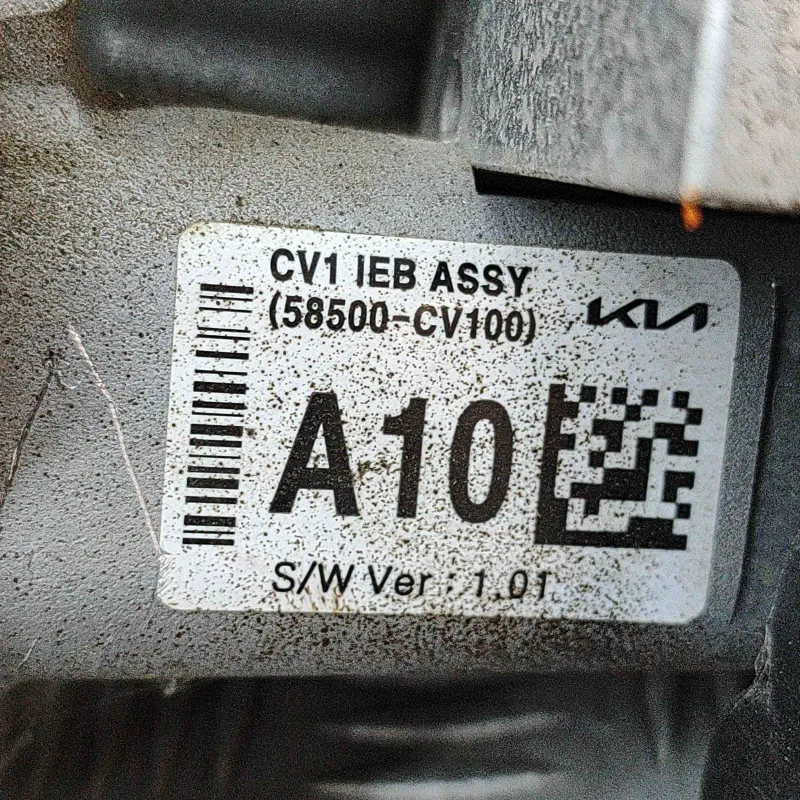 CV1 IEB ASSY
(58500-CV100)
KIA
A10
S/W Ver : 1.01